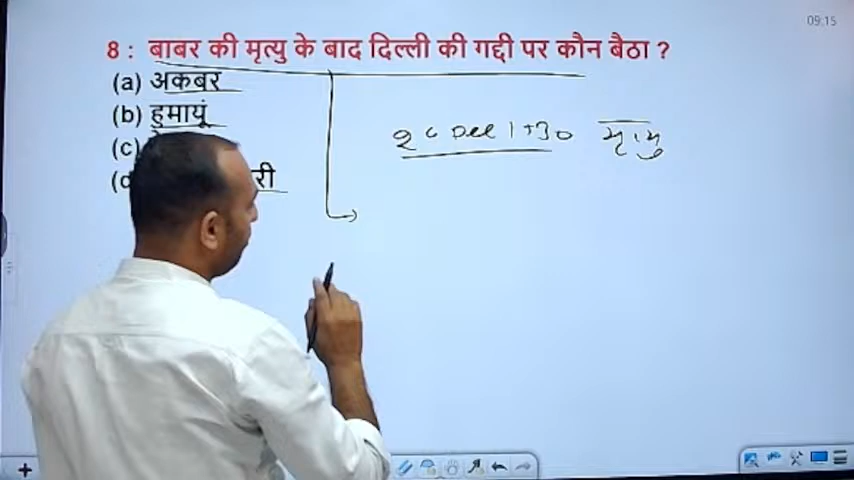 09:15
8 : बाबर की मृत्यु के बाद दिल्ली की गद्दी पर कौन बैठा ?
(a) अकबर
(b) हुमायूं
26 Dec 1530 मृत्यु
(c)
(d री